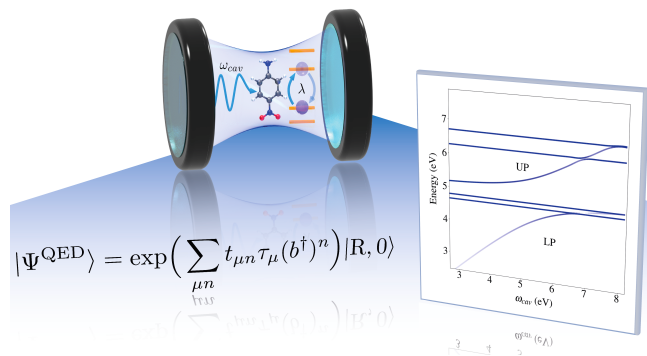 ω_cav
λ
|Ψ^QED⟩ = exp(∑_μn t_μn τ_μ (b†)^n)|R, 0⟩
Energy (eV)
7
6
5
4
3
UP
LP
3 4 5 6 7 8
ω_cav (eV)